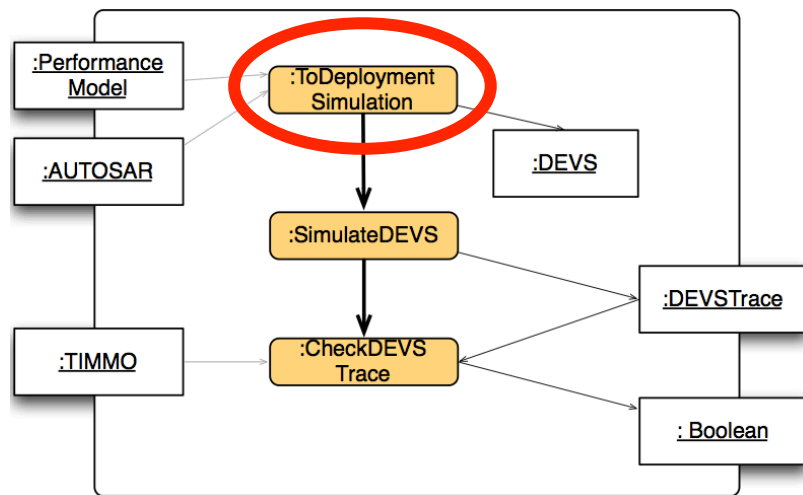 :Performance
Model
:ToDeployment
Simulation
:AUTOSAR
:DEVS
:SimulateDEVS
:DEVSTrace
:TIMMO
:CheckDEVS
Trace
: Boolean